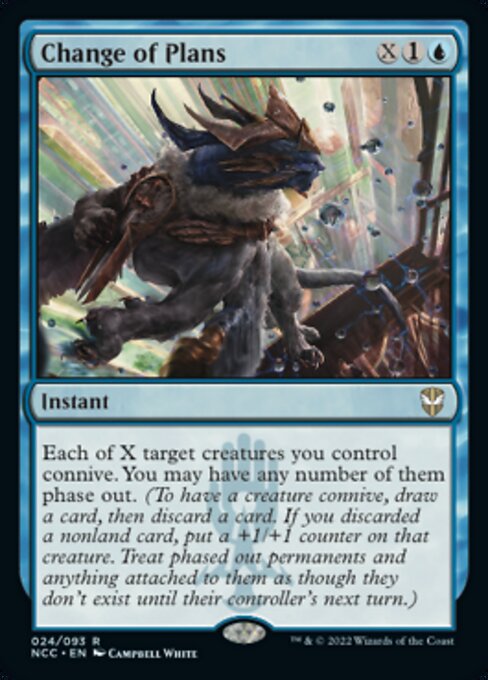 Change of Plans X1
Instant
Each of X target creatures you control
connive. You may have any number of them
phase out. (To have a creature connive, draw
a card, then discard a card. If you discarded
a nonland card, put a +1/+1 counter on that
creature. Treat phased out permanents and
anything attached to them as though they
don't exist until their controller's next turn.)
024/093 R
NCC • EN CAMPBELL WHITE
™ & © 2022 Wizards of the Coast